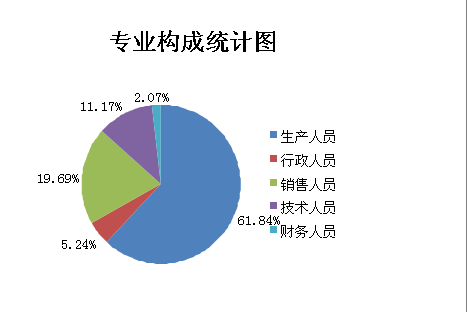 专业构成统计图
2.07%
11.17%
19.69%
5.24%
61.84%
生产人员
行政人员
销售人员
技术人员
财务人员